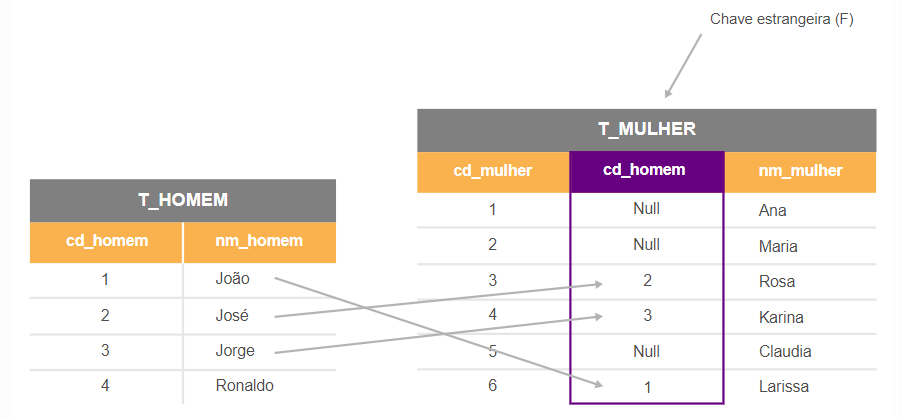 Chave estrangeira (F)
T_MULHER
cd_mulher cd_homem nm_mulher
1 Null Ana
2 Null Maria
3 2 Rosa
4 3 Karina
5 Null Claudia
6 1 Larissa
T_HOMEM
cd_homem nm_homem
1 João
2 José
3 Jorge
4 Ronaldo